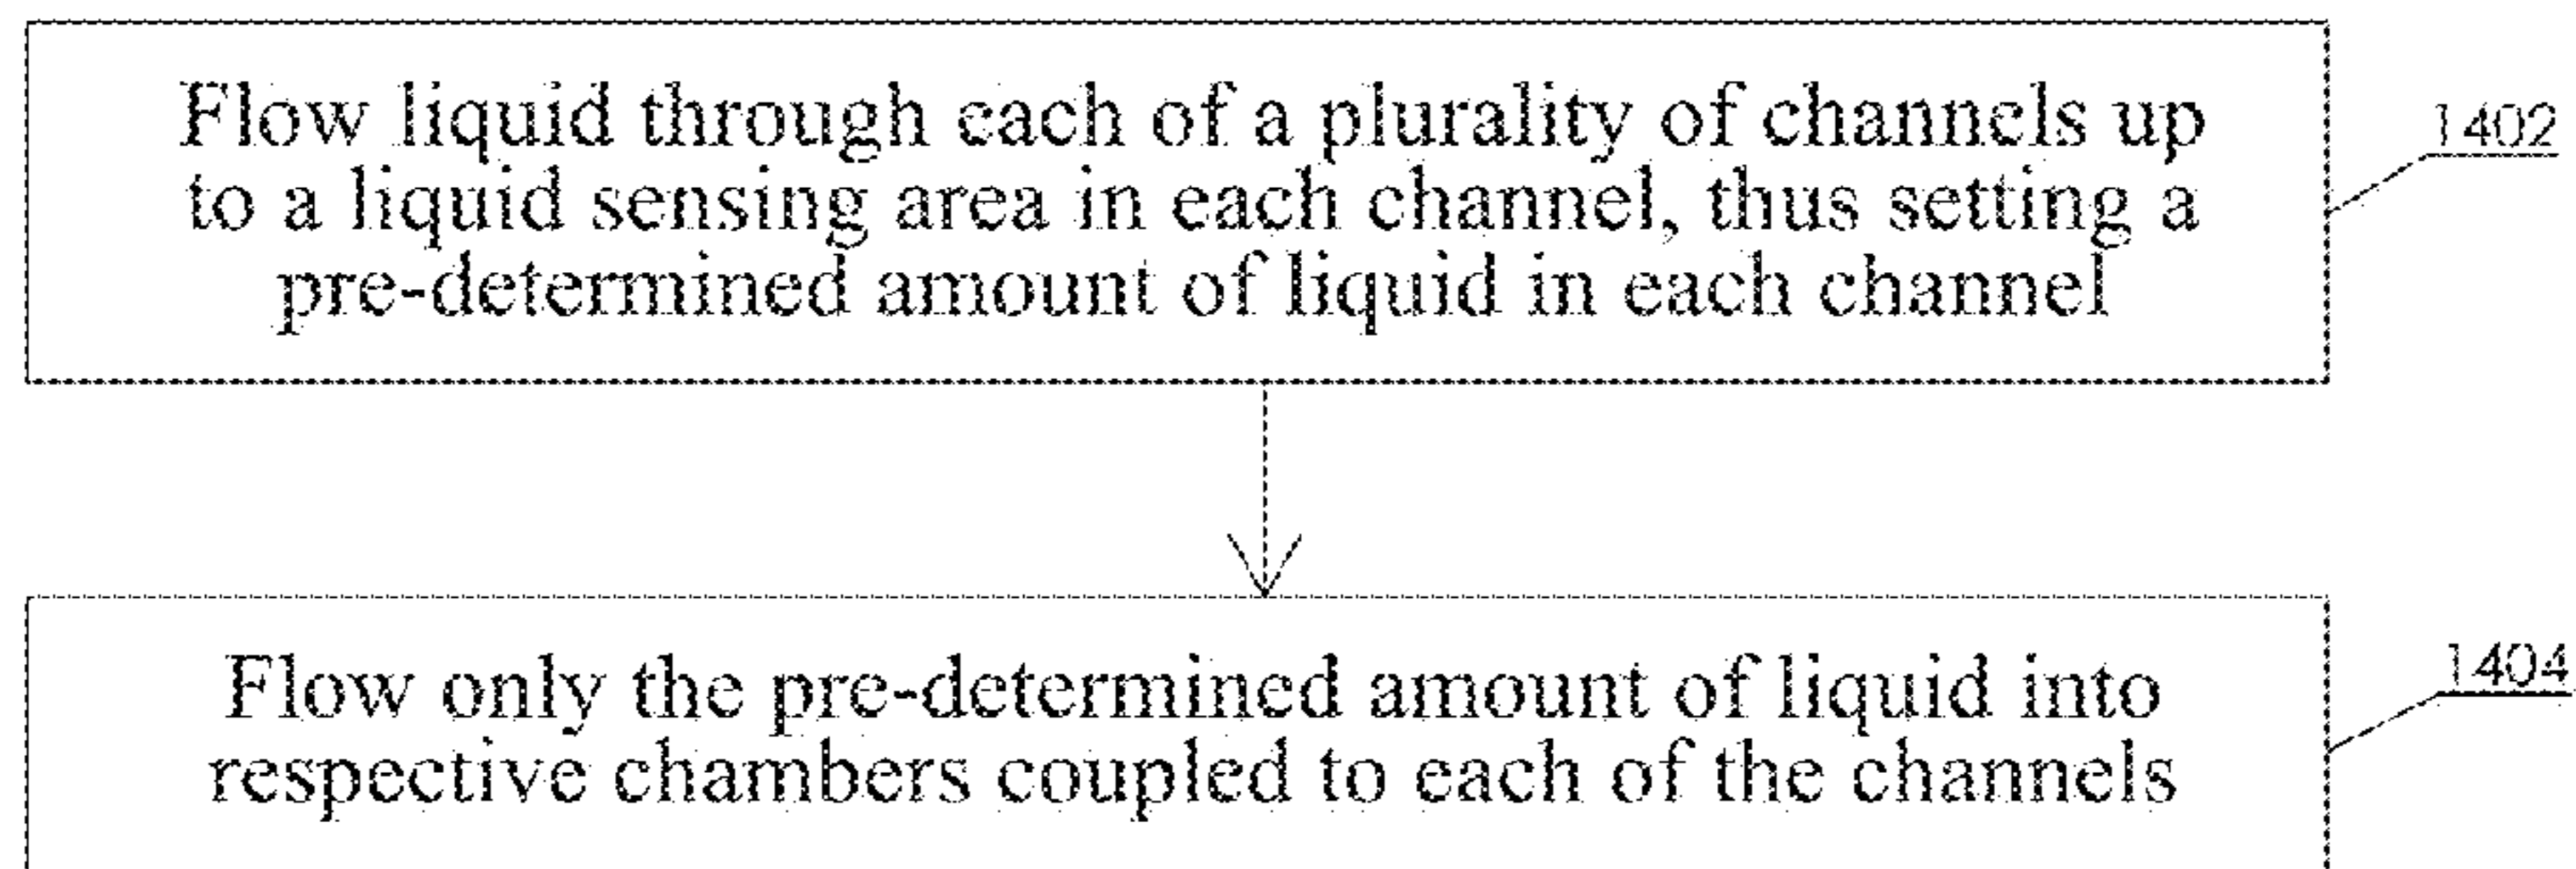 Flow liquid through each of a plurality of channels up
to a liquid sensing area in each channel, thus setting a
pre-determined amount of liquid in each channel
1402
Flow only the pre-determined amount of liquid into
respective chambers coupled to each of the channels
1404